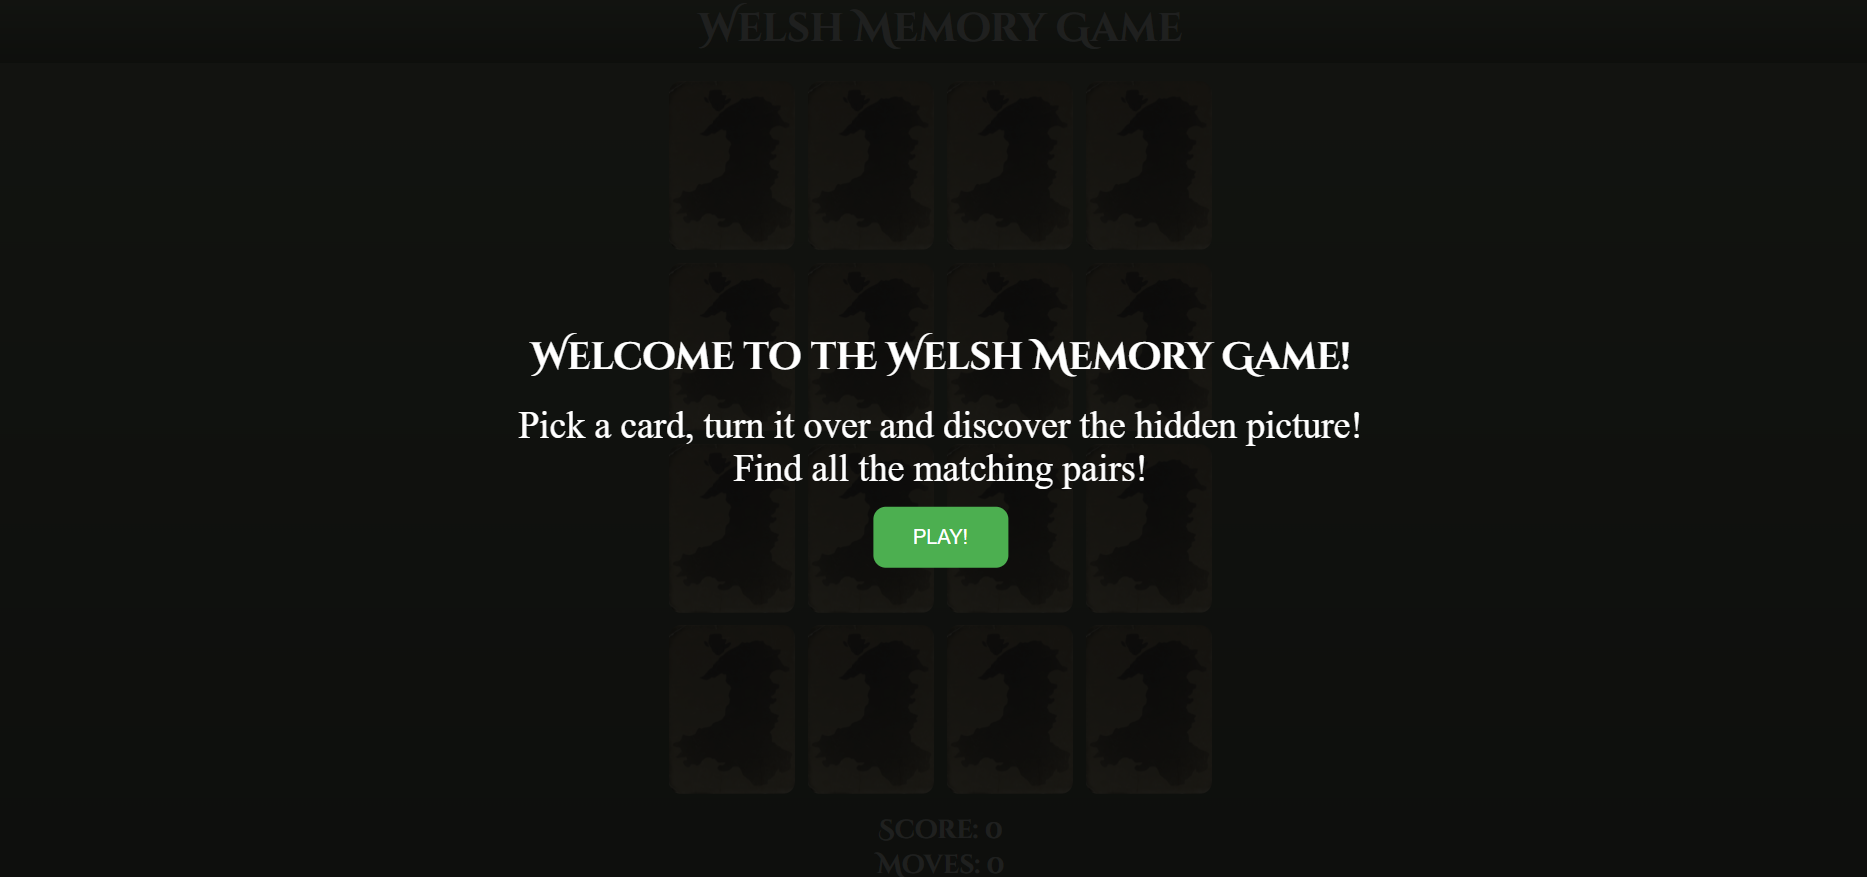 Welsh Memory Game
Welcome to the Welsh Memory Game!
Pick a card, turn it over and discover the hidden picture!
Find all the matching pairs!
PLAY!
Score: 0
Moves: 0